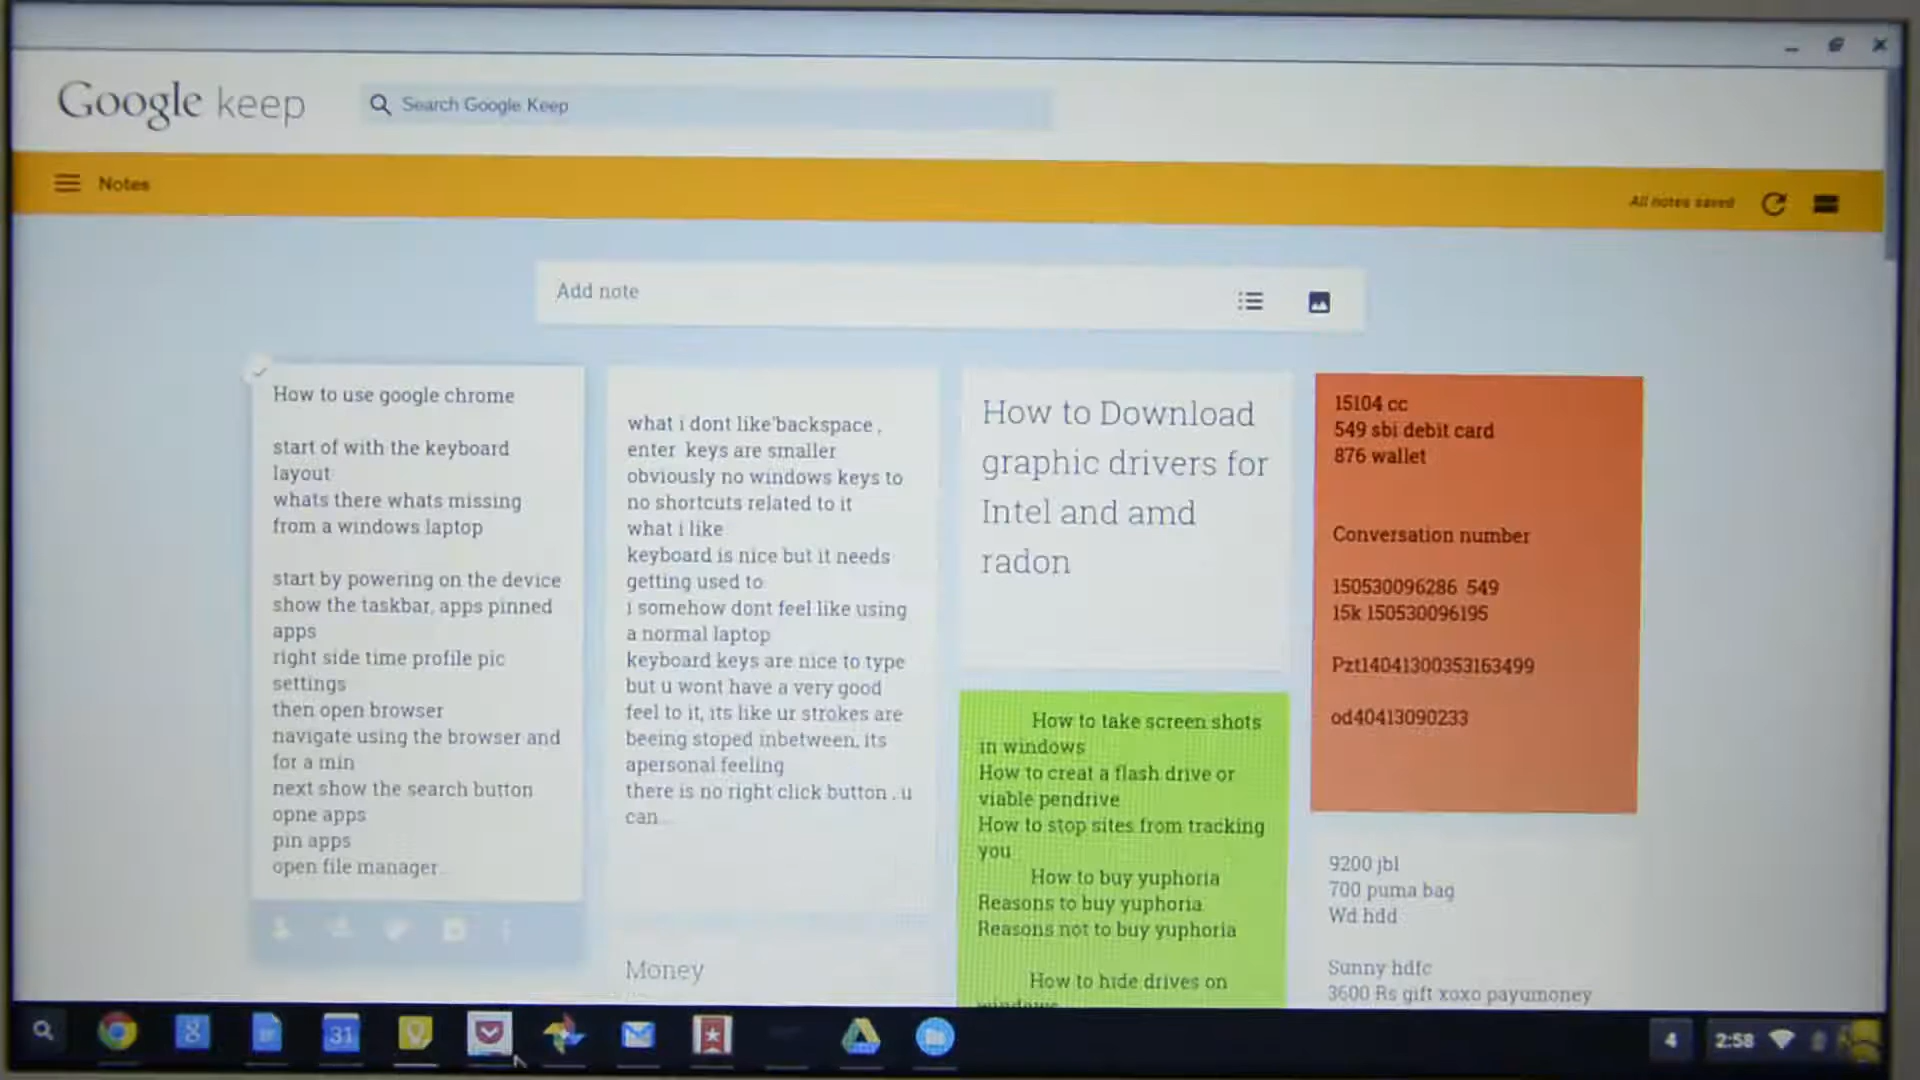 Google keep
Search Google Keep
Notes
All notes saved
Add note
How to use google chrome
start of with the keyboard
layout
whats there whats missing
from a windows laptop
start by powering on the device
show the taskbar, apps pinned
apps
right side time profile pic
settings
then open browser
navigate using the browser and
for a min
next show the search button
opne apps
pin apps
open file manager...
what i dont like'backspace ,
enter keys are smaller
obviously no windows keys to
no shortcuts related to it
what i like
keyboard is nice but it needs
getting used to
i somehow dont feel like using
a normal laptop
keyboard keys are nice to type
but u wont have a very good
feel to it, its like ur strokes are
beeing stoped inbetween, its
apersonal feeling
there is no right click button , u
can...
Money
How to Download
graphic drivers for
Intel and amd
radon
How to take screen shots
in windows
How to creat a flash drive or
viable pendrive
How to stop sites from tracking
you
How to buy yuphoria
Reasons to buy yuphoria
Reasons not to buy yuphoria
How to hide drives on
windows
15104 cc
549 sbi debit card
876 wallet
Conversation number
150530096286 549
15k 150530096195
Pzt14041300353163499
od40413090233
9200 jbl
700 puma bag
Wd hdd
Sunny hdfc
3600 Rs gift xoxo payumoney
8
31
4
2:58